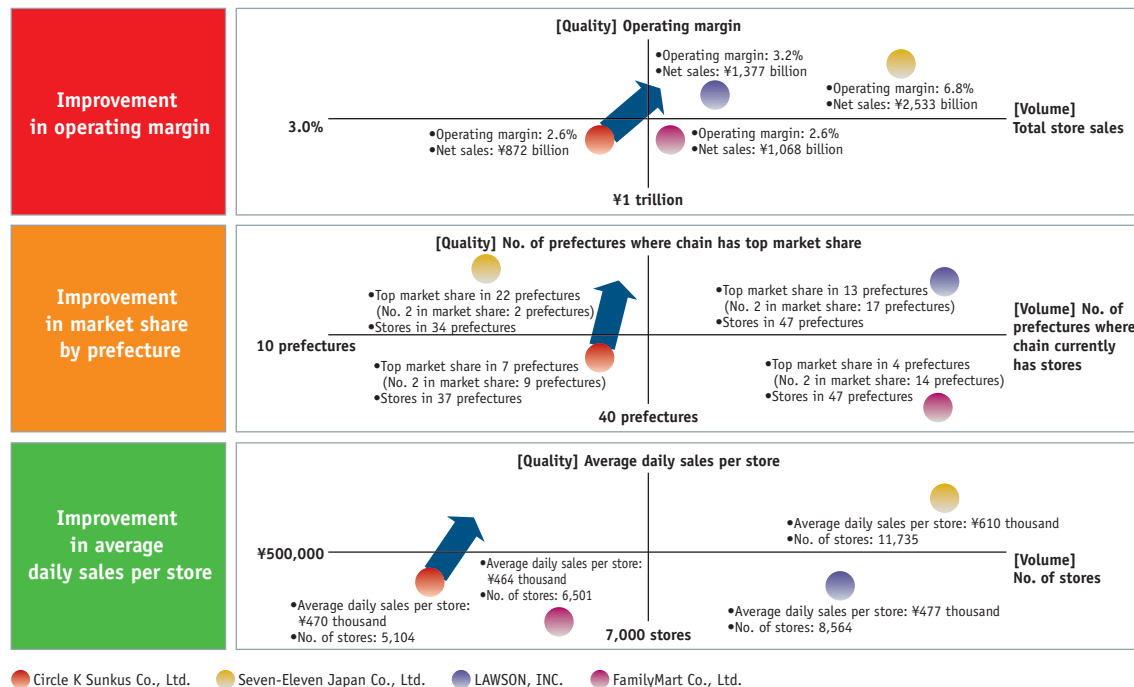 Improvement
in operating margin
[Quality] Operating margin
•Operating margin: 3.2%
•Net sales: ¥1,377 billion
•Operating margin: 6.8%
•Net sales: ¥2,533 billion
[Volume]
Total store sales
3.0%
•Operating margin: 2.6%
•Net sales: ¥872 billion
•Operating margin: 2.6%
•Net sales: ¥1,068 billion
¥1 trillion
Improvement
in market share
by prefecture
[Quality] No. of prefectures where chain has top market share
•Top market share in 22 prefectures
(No. 2 in market share: 2 prefectures)
•Stores in 34 prefectures
•Top market share in 13 prefectures
(No. 2 in market share: 17 prefectures)
•Stores in 47 prefectures
[Volume] No. of
prefectures where
chain currently
has stores
10 prefectures
•Top market share in 7 prefectures
(No. 2 in market share: 9 prefectures)
•Stores in 37 prefectures
•Top market share in 4 prefectures
(No. 2 in market share: 14 prefectures)
•Stores in 47 prefectures
40 prefectures
Improvement
in average
daily sales per store
[Quality] Average daily sales per store
•Average daily sales per store: ¥610 thousand
•No. of stores: 11,735
¥500,000
[Volume]
No. of stores
•Average daily sales per store:
¥464 thousand
•No. of stores: 6,501
•Average daily sales per store:
¥470 thousand
•No. of stores: 5,104
•Average daily sales per store: ¥477 thousand
•No. of stores: 8,564
7,000 stores
Circle K Sunkus Co., Ltd.
Seven-Eleven Japan Co., Ltd.
LAWSON, INC.
FamilyMart Co., Ltd.